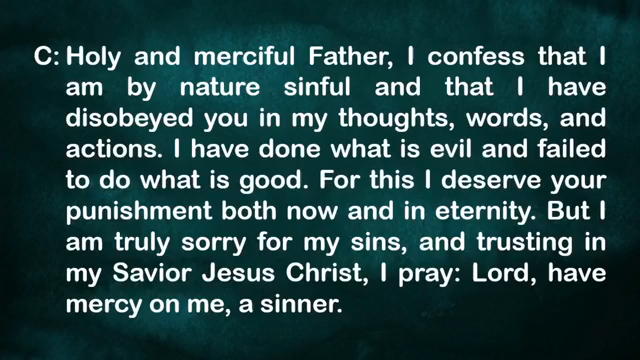 C: Holy and merciful Father, I confess that I
am by nature sinful and that I have
disobeyed you in my thoughts, words, and
actions. I have done what is evil and failed
to do what is good. For this I deserve your
punishment both now and in eternity. But I
am truly sorry for my sins, and trusting in
my Savior Jesus Christ, I pray: Lord, have
mercy on me, a sinner.